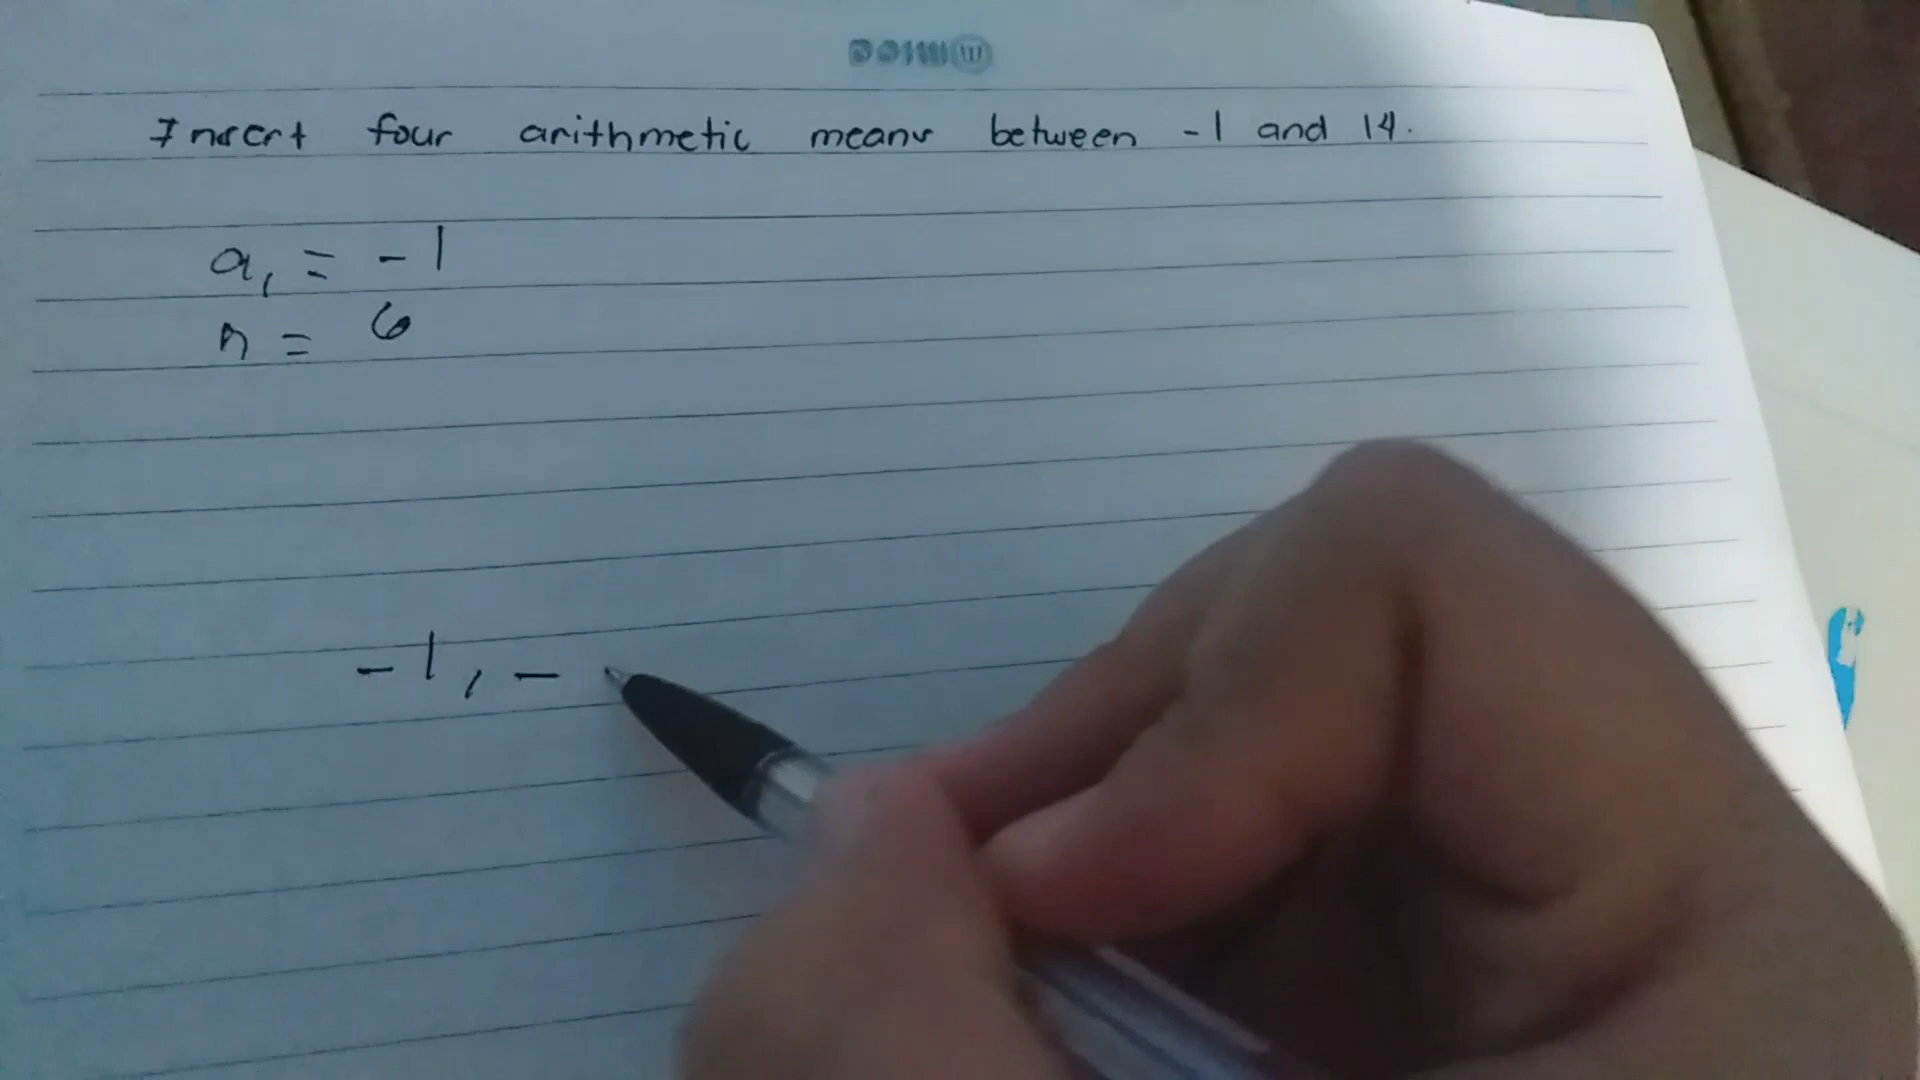 Insert four arithmetic means between -1 and 14.
a₁ = -1
n = 6
-1, -